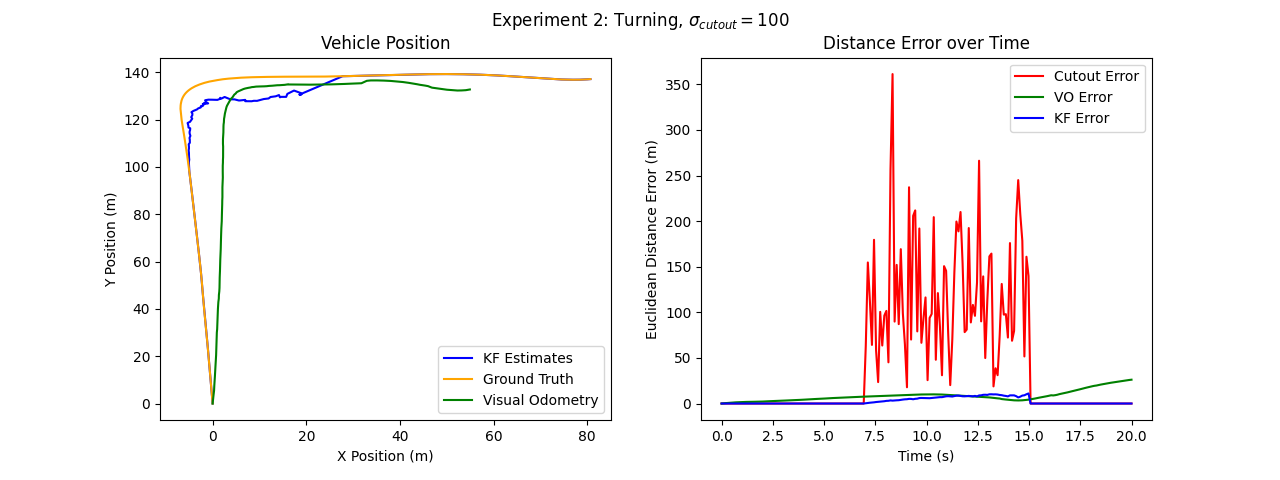 Experiment 2: Turning, σ_cutout = 100
Vehicle Position
Y Position (m)
140
120
100
80
60
40
20
0
KF Estimates
Ground Truth
Visual Odometry
0 20 40 60 80
X Position (m)
Distance Error over Time
Euclidean Distance Error (m)
350
300
250
200
150
100
50
0
Cutout Error
VO Error
KF Error
0.0 2.5 5.0 7.5 10.0 12.5 15.0 17.5 20.0
Time (s)